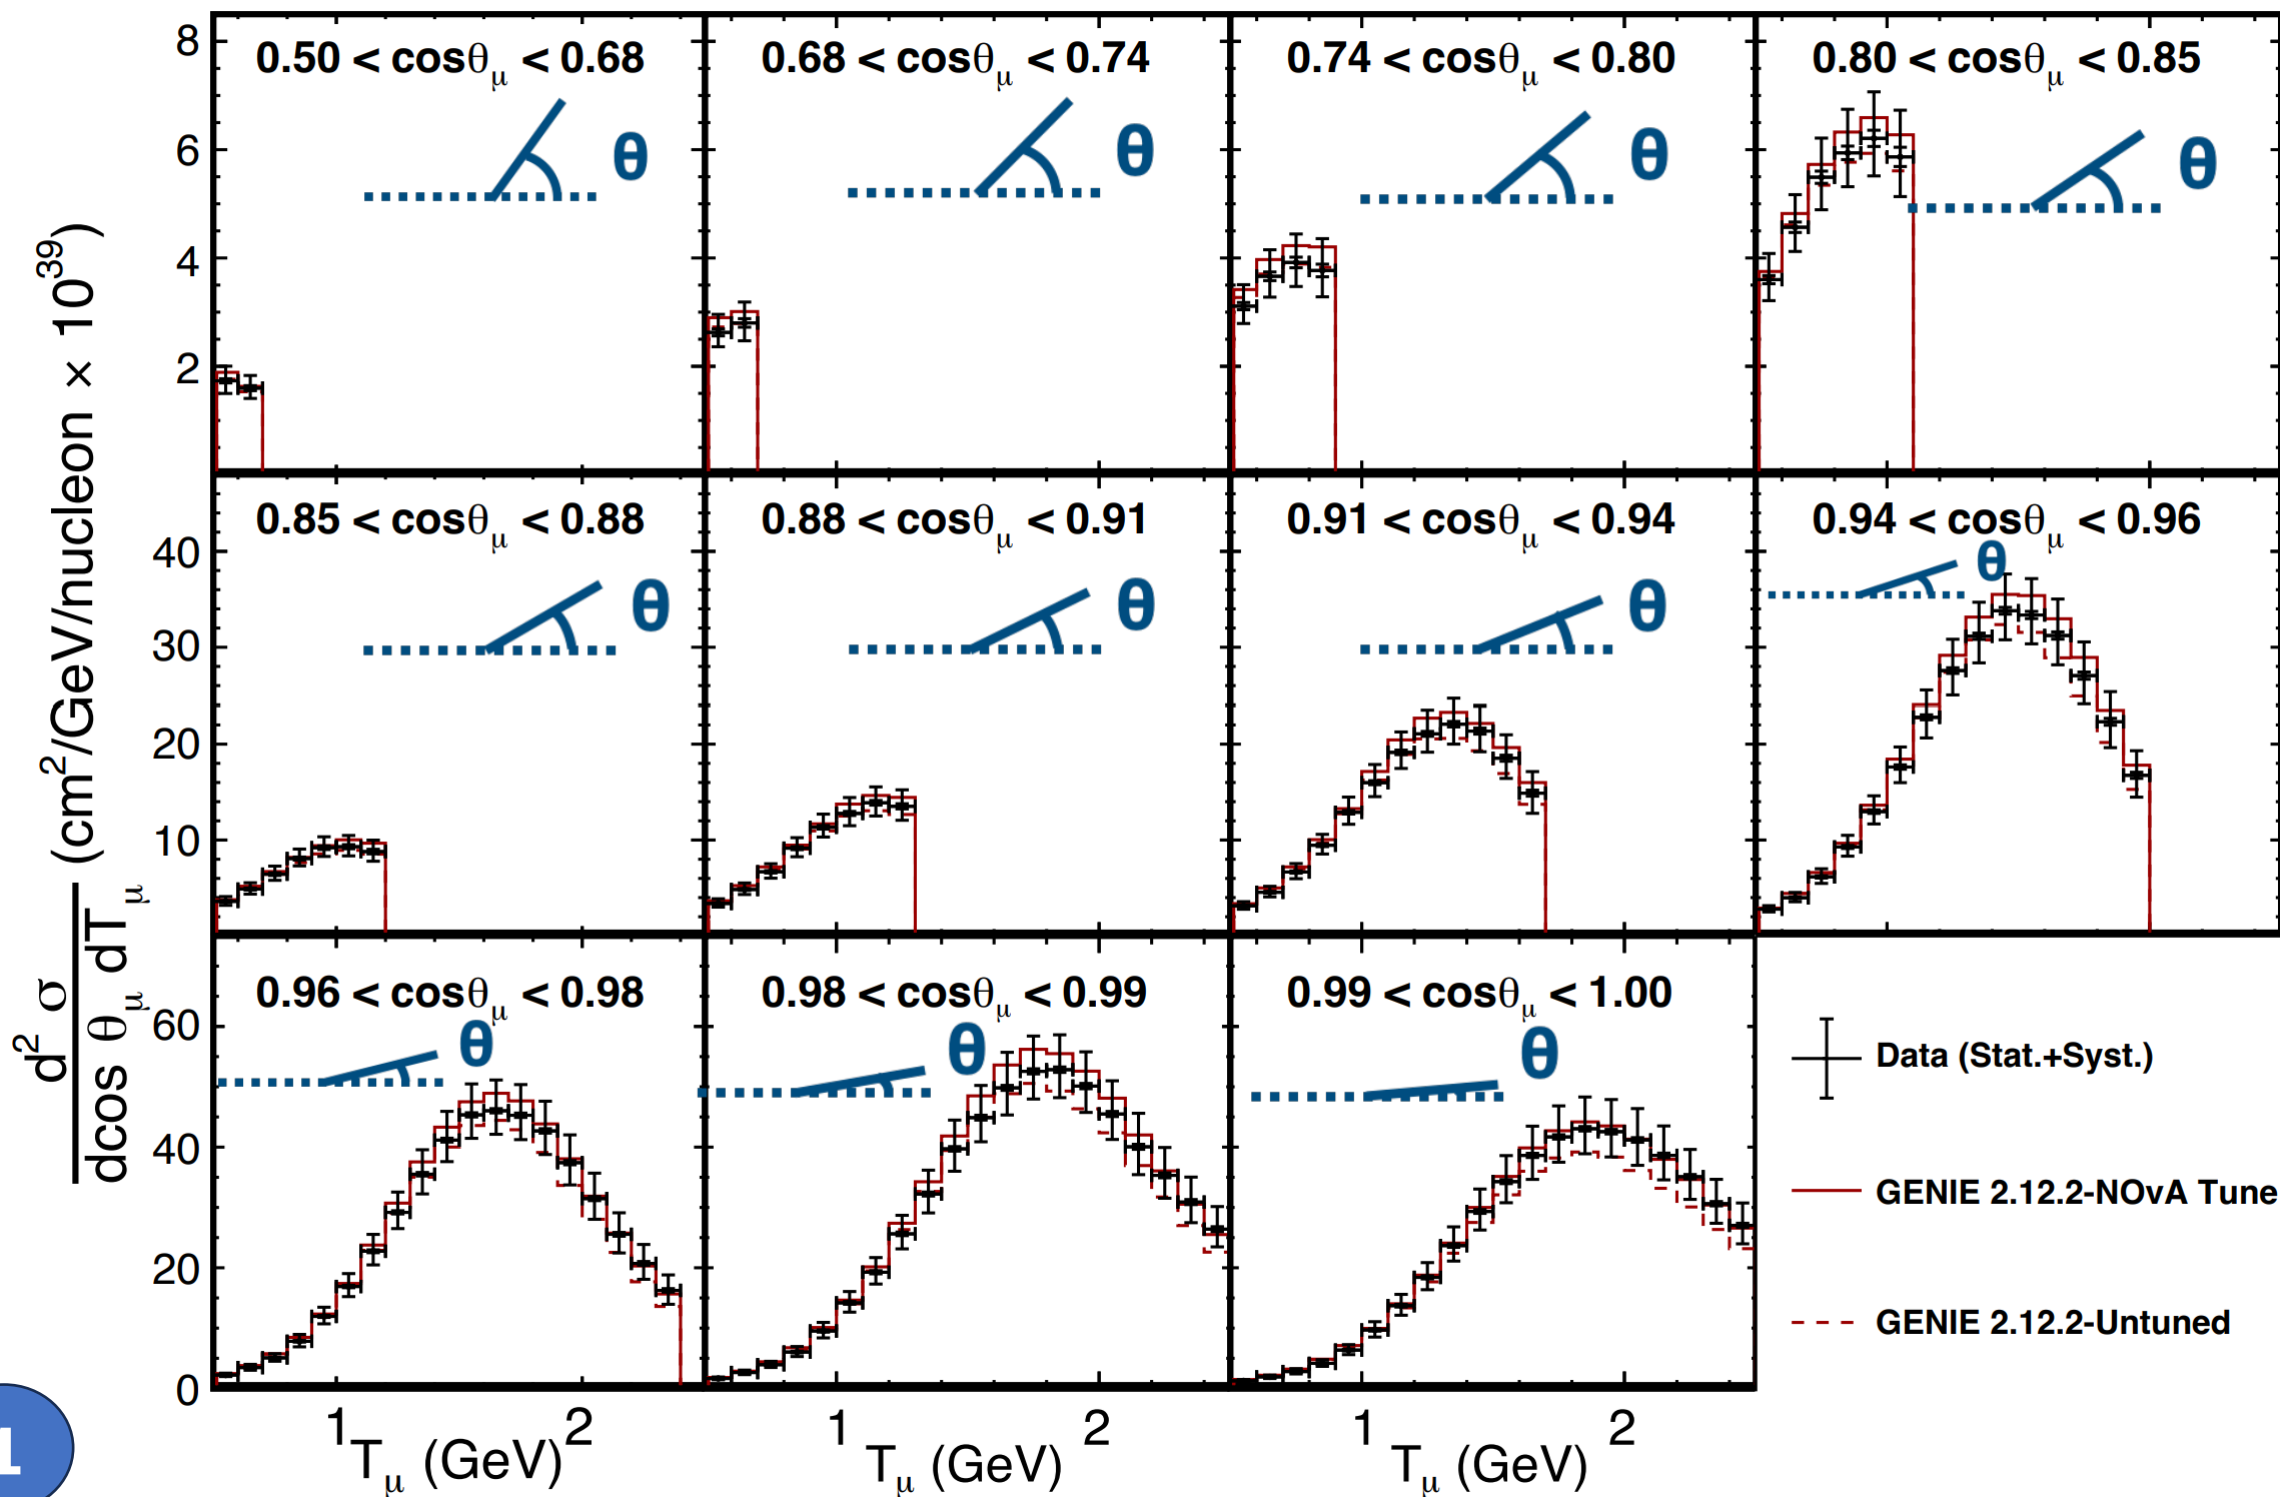 d² σ / dcos θμ dTμ (cm²/GeV/nucleon × 10³⁹)
8
6
4
2
0.50 < cosθμ < 0.68
θ
0.68 < cosθμ < 0.74
θ
0.74 < cosθμ < 0.80
θ
0.80 < cosθμ < 0.85
θ
40
30
20
10
0.85 < cosθμ < 0.88
θ
0.88 < cosθμ < 0.91
θ
0.91 < cosθμ < 0.94
θ
0.94 < cosθμ < 0.96
θ
60
40
20
0
0.96 < cosθμ < 0.98
θ
0.98 < cosθμ < 0.99
θ
0.99 < cosθμ < 1.00
θ
Data (Stat.+Syst.)
GENIE 2.12.2-NOvA Tune
GENIE 2.12.2-Untuned
1 2
1 2
1 2
Tμ (GeV)
Tμ (GeV)
Tμ (GeV)
1